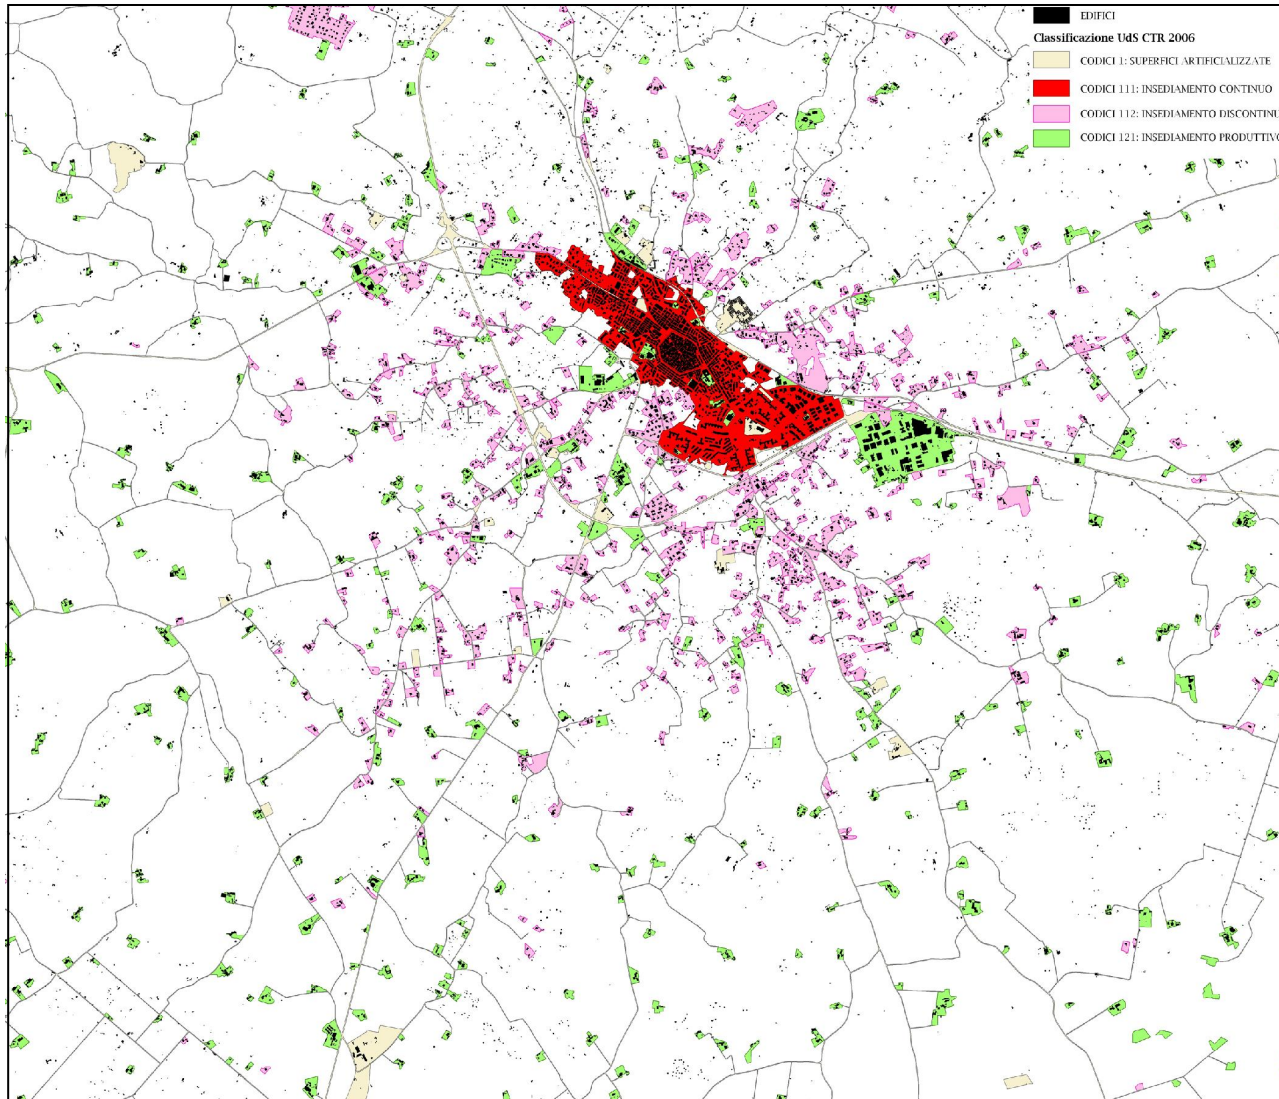 EDIFICI
Classificazione UdS CTR 2006
CODICI 1: SUPERFICI ARTIFICIALIZZATE
CODICI 111: INSEDIAMENTO CONTINUO
CODICI 112: INSEDIAMENTO DISCONTINU
CODICI 121: INSEDIAMENTO PRODUTTIVO